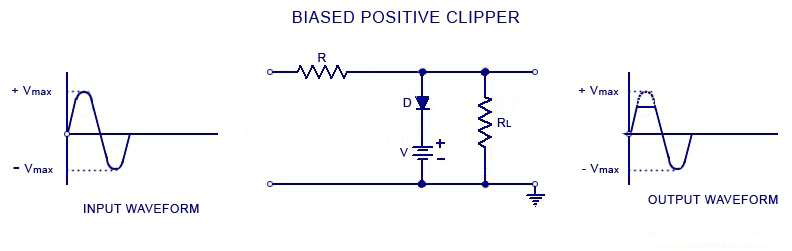 BIASED POSITIVE CLIPPER
+ Vmax
- Vmax
INPUT WAVEFORM
R
D
V
+
-
RL
+ Vmax
- Vmax
OUTPUT WAVEFORM